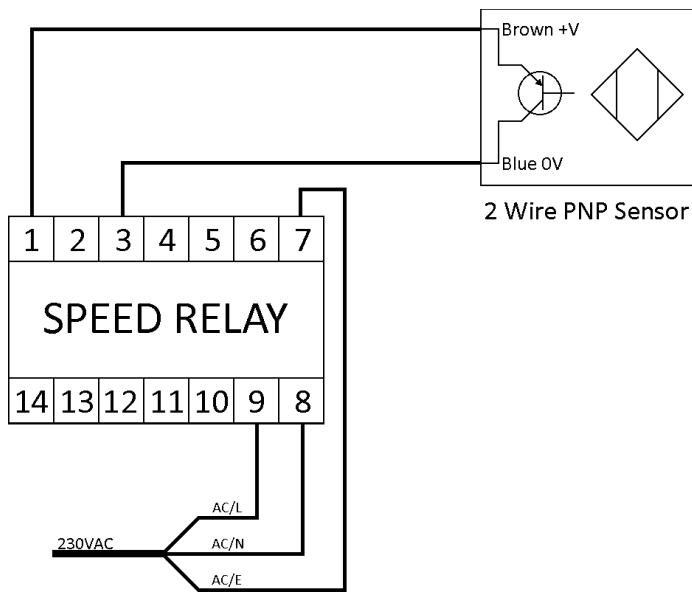 Brown +V
Blue 0V
2 Wire PNP Sensor
1 2 3 4 5 6 7
SPEED RELAY
14 13 12 11 10 9 8
AC/L
230VAC
AC/N
AC/E